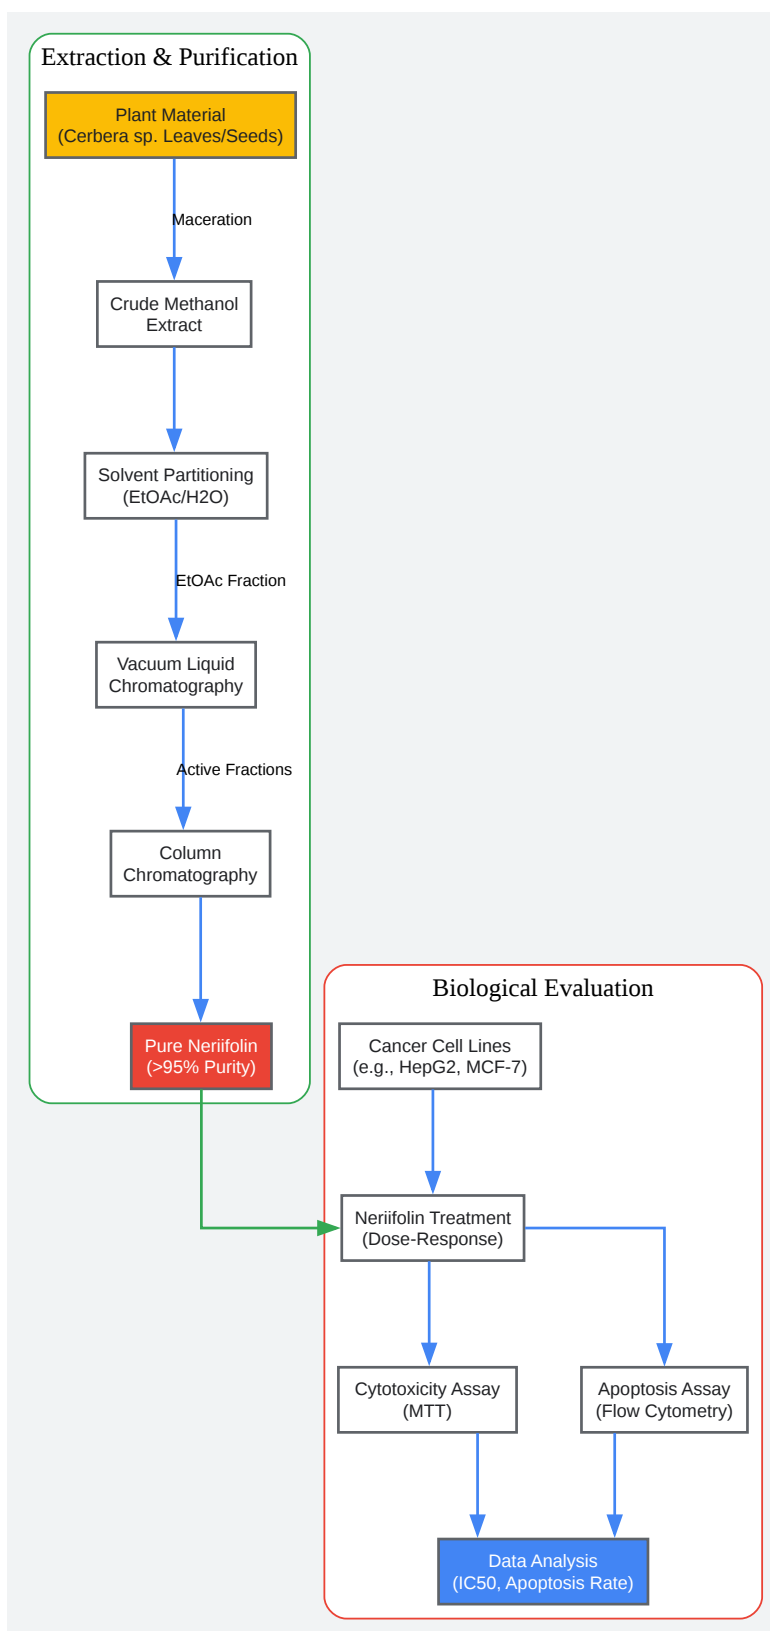 Extraction & Purification
Plant Material
(Cerbera sp. Leaves/Seeds)
Maceration
Crude Methanol
Extract
Solvent Partitioning
(EtOAc/H2O)
EtOAc Fraction
Vacuum Liquid
Chromatography
Active Fractions
Column
Chromatography
Pure Neriifolin
(>95% Purity)
Biological Evaluation
Cancer Cell Lines
(e.g., HepG2, MCF-7)
Neriifolin Treatment
(Dose-Response)
Cytotoxicity Assay
(MTT)
Apoptosis Assay
(Flow Cytometry)
Data Analysis
(IC50, Apoptosis Rate)